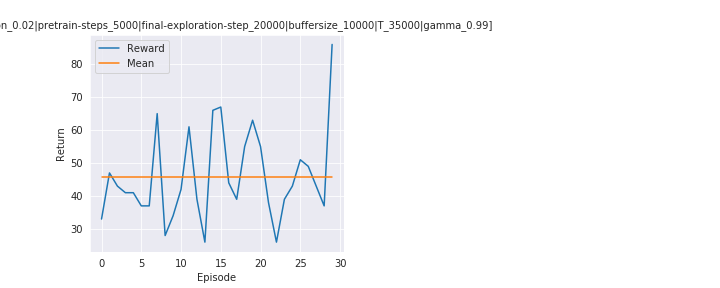 on_0.02|pretrain-steps_5000|final-exploration-step_20000|buffersize_10000|T_35000|gamma_0.99]
Reward
Mean
80
70
60
50
40
30
Return
0 5 10 15 20 25 30
Episode